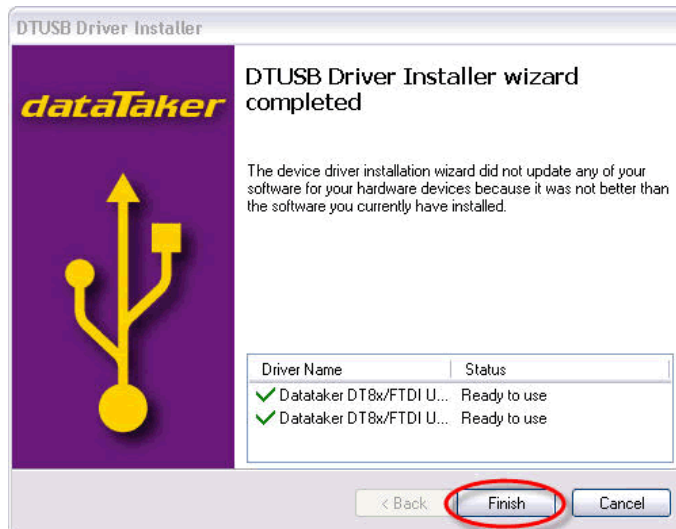 DTUSB Driver Installer
dataTaker
DTUSB Driver Installer wizard
completed
The device driver installation wizard did not update any of your
software for your hardware devices because it was not better than
the software you currently have installed.
Driver Name Status
Datataker DT8x/FTDI U... Ready to use
Datataker DT8x/FTDI U... Ready to use
< Back Finish Cancel